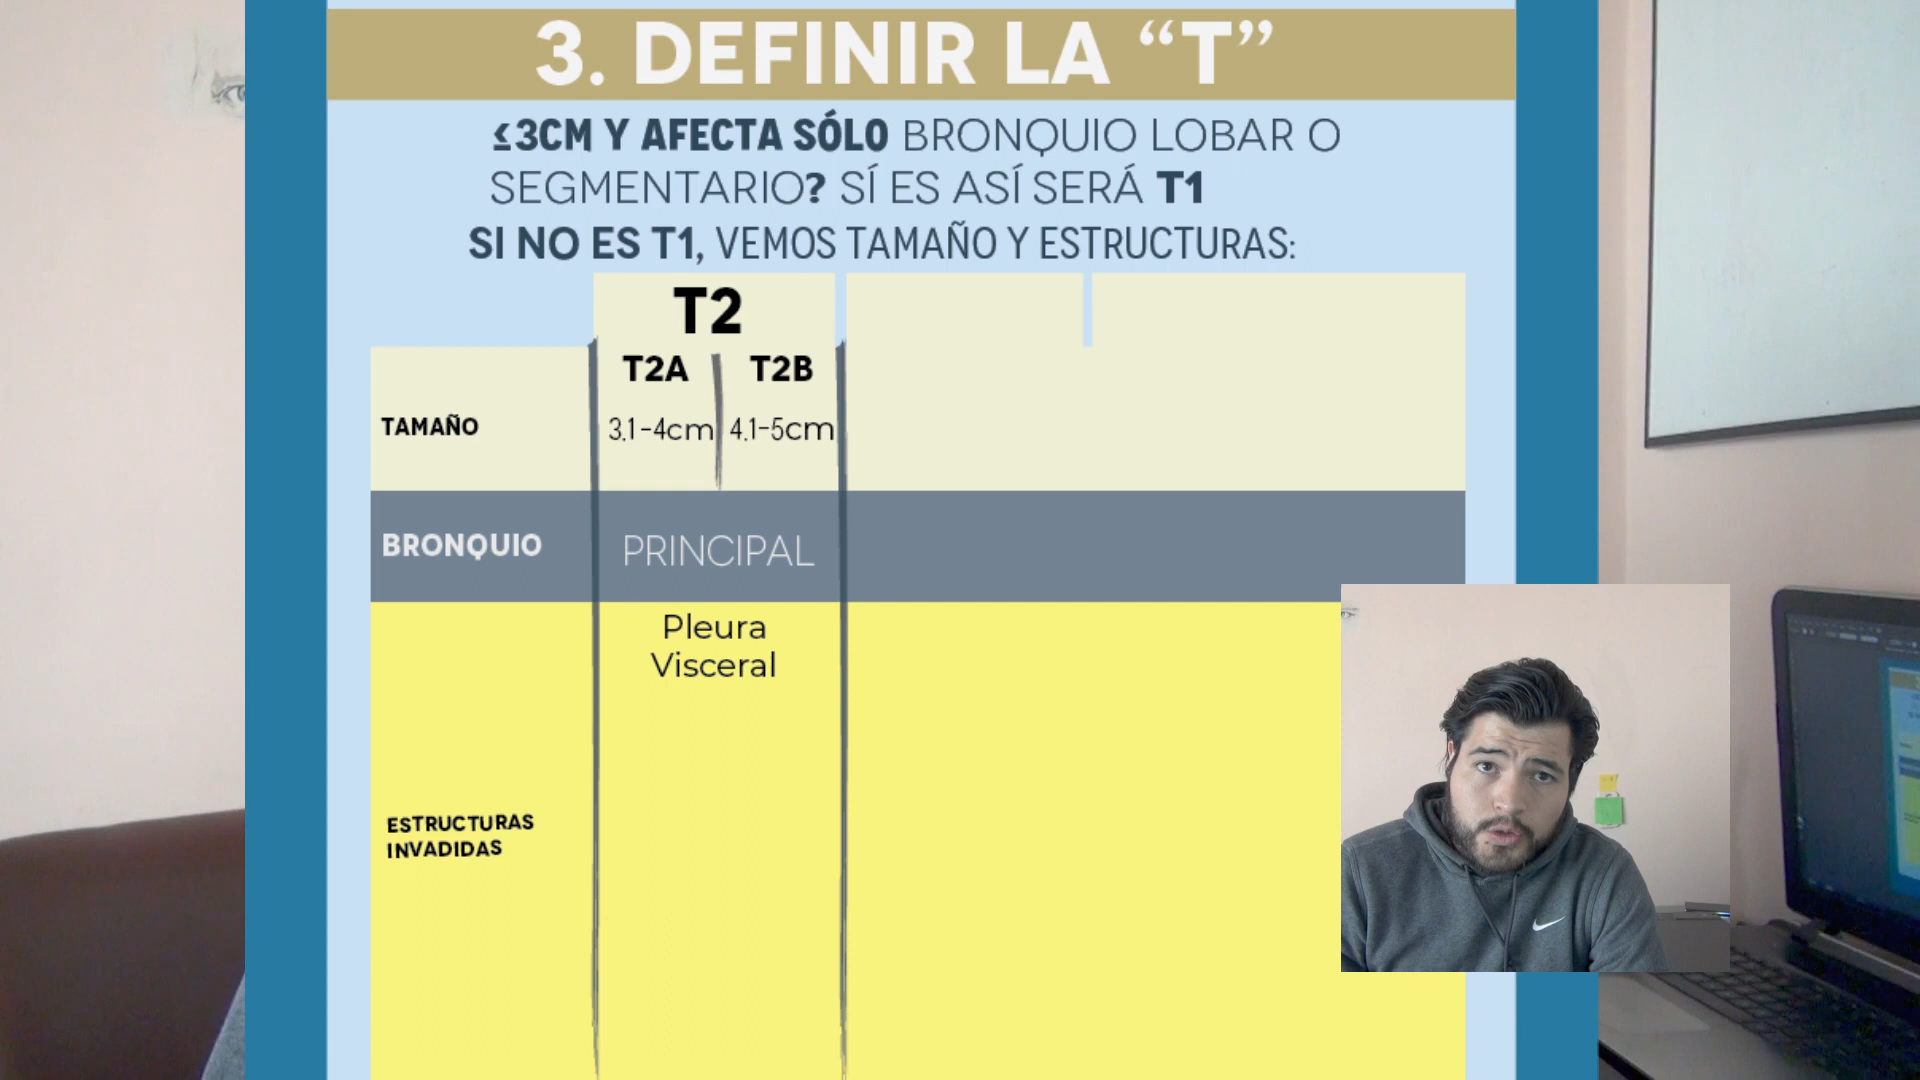 3. DEFINIR LA “T”
≤3CM Y AFECTA SÓLO BRONQUIO LOBAR O
SEGMENTARIO? SÍ ES ASÍ SERÁ T1
SI NO ES T1, VEMOS TAMAÑO Y ESTRUCTURAS:
T2
T2A T2B
TAMAÑO 3,1-4cm 4,1-5cm
BRONQUIO PRINCIPAL
Pleura
Visceral
ESTRUCTURAS
INVADIDAS